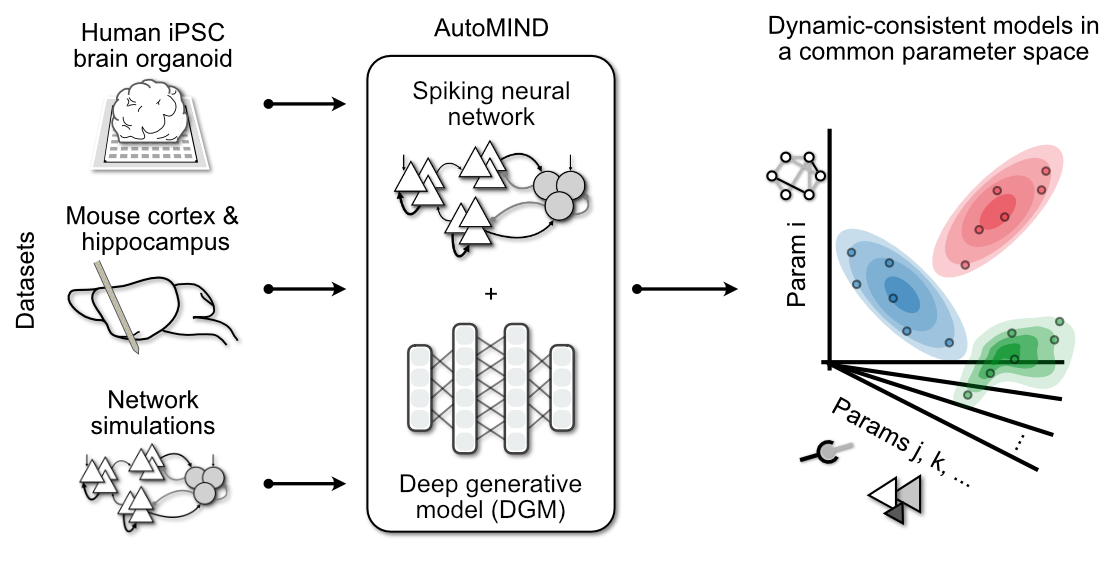 Datasets
Human iPSC
brain organoid
Mouse cortex &
hippocampus
Network
simulations
AutoMIND
Spiking neural
network
+
Deep generative
model (DGM)
Dynamic-consistent models in
a common parameter space
Param i
Params j, k, ...
...